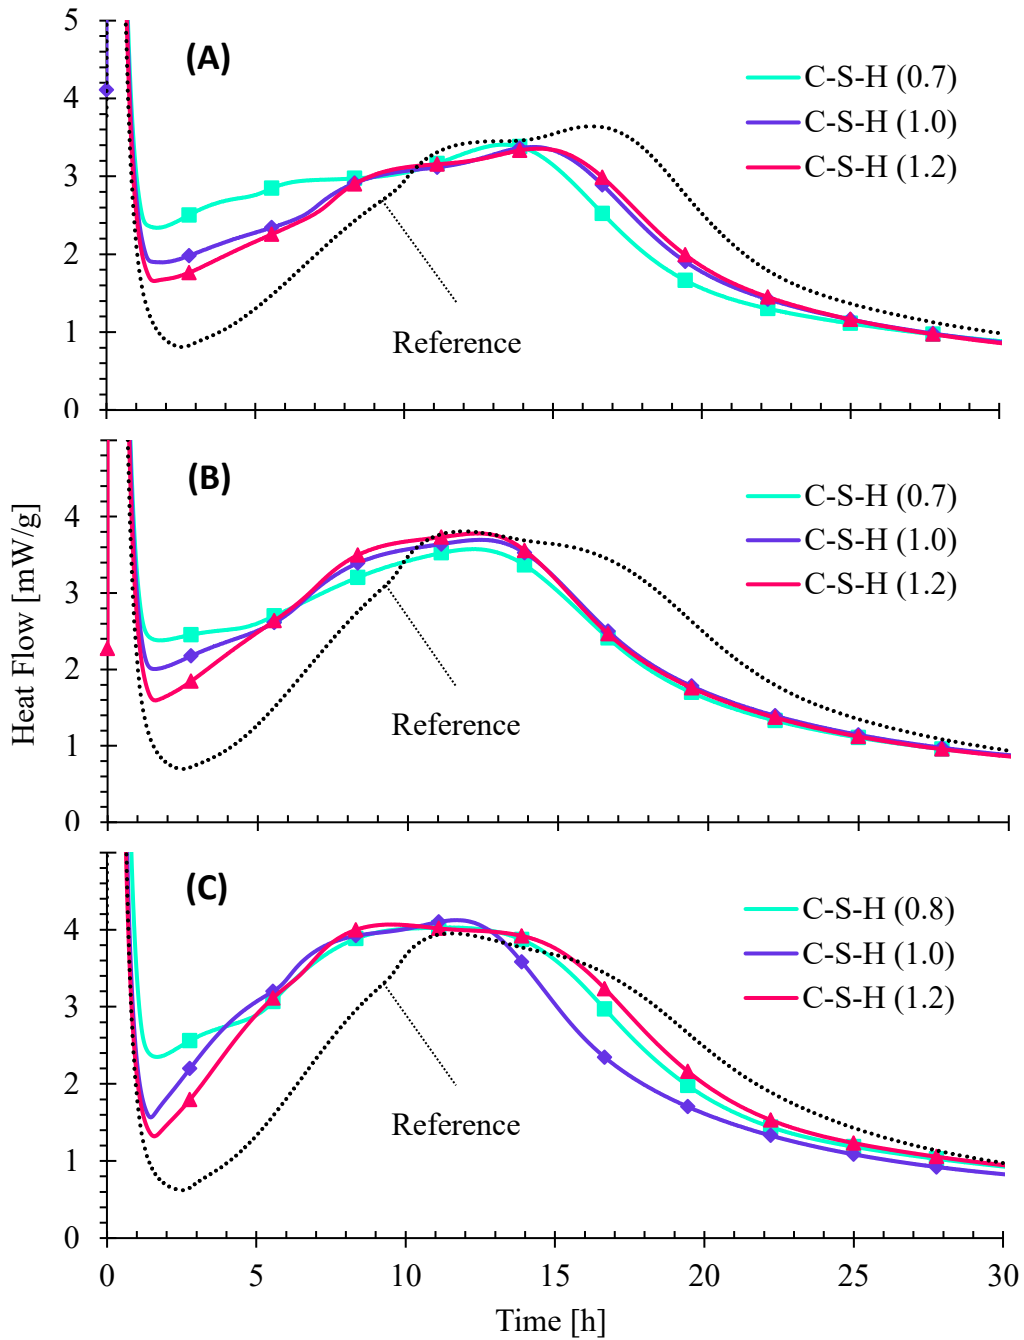 5
(A)
C-S-H (0.7)
4
C-S-H (1.0)
C-S-H (1.2)
3
2
1
Reference
0
(B)
C-S-H (0.7)
4
C-S-H (1.0)
C-S-H (1.2)
3
2
Heat Flow [mW/g]
Reference
1
0
(C)
C-S-H (0.8)
4
C-S-H (1.0)
C-S-H (1.2)
3
2
Reference
1
0
0 5 10 15 20 25 30
Time [h]